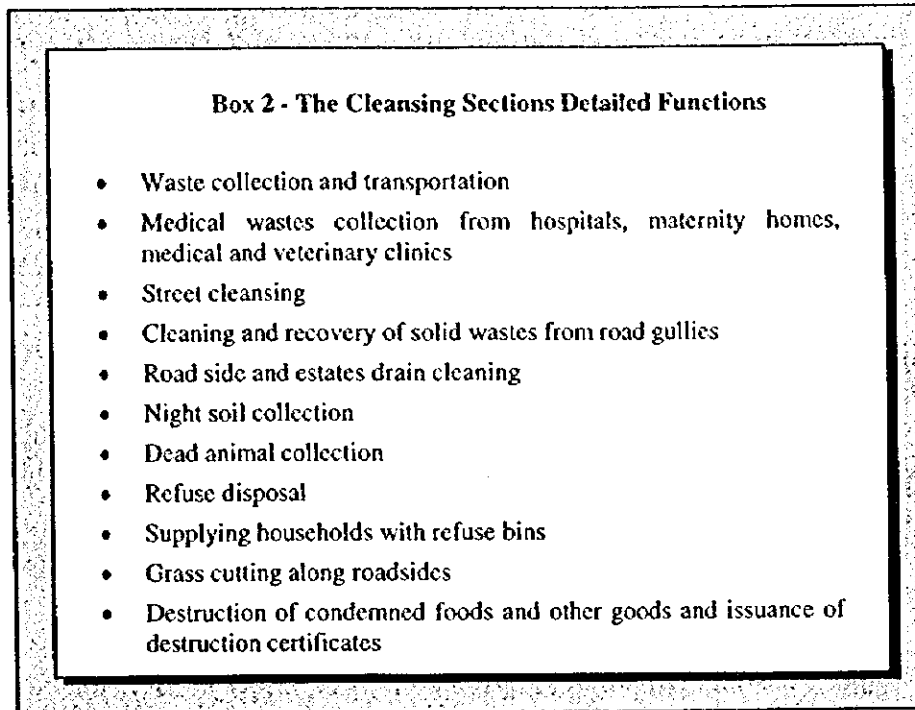 Box 2 - The Cleansing Sections Detailed Functions
• Waste collection and transportation
• Medical wastes collection from hospitals, maternity homes,
medical and veterinary clinics
• Street cleansing
• Cleaning and recovery of solid wastes from road gullies
• Road side and estates drain cleaning
• Night soil collection
• Dead animal collection
• Refuse disposal
• Supplying households with refuse bins
• Grass cutting along roadsides
• Destruction of condemned foods and other goods and issuance of
destruction certificates